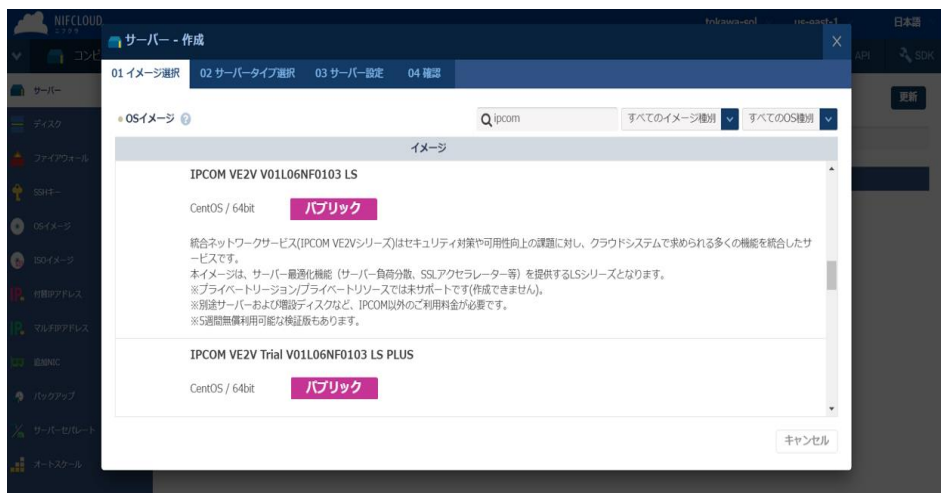 NIFCLOUD
ニフクラ
tokawa-sol
us-east-1
日本語
コンピ
API
SDK
サーバー - 作成
X
01 イメージ選択
02 サーバータイプ選択
03 サーバー設定
04 確認
サーバー
ディスク
ファイアウォール
SSHキー
OSイメージ
ISOイメージ
付替IPアドレス
マルチIPアドレス
追加NIC
バックアップ
サーバーセパレート
オートスケール
更新
OSイメージ ?
ipcom
すべてのイメージ種別
すべてのOS種別
イメージ
IPCOM VE2V V01L06NF0103 LS
CentOS / 64bit
パブリック
統合ネットワークサービス(IPCOM VE2Vシリーズ)はセキュリティ対策や可用性向上の課題に対し、クラウドシステムで求められる多くの機能を統合したサ
ービスです。
本イメージは、サーバー最適化機能（サーバー負荷分散、SSLアクセラレーター等）を提供するLSシリーズとなります。
※プライベートリージョン/プライベートリソースでは未サポートです(作成できません)。
※別途サーバーおよび増設ディスクなど、IPCOM以外のご利用料金が必要です。
※5週間無償利用可能な検証版もあります。
IPCOM VE2V Trial V01L06NF0103 LS PLUS
CentOS / 64bit
パブリック
キャンセル